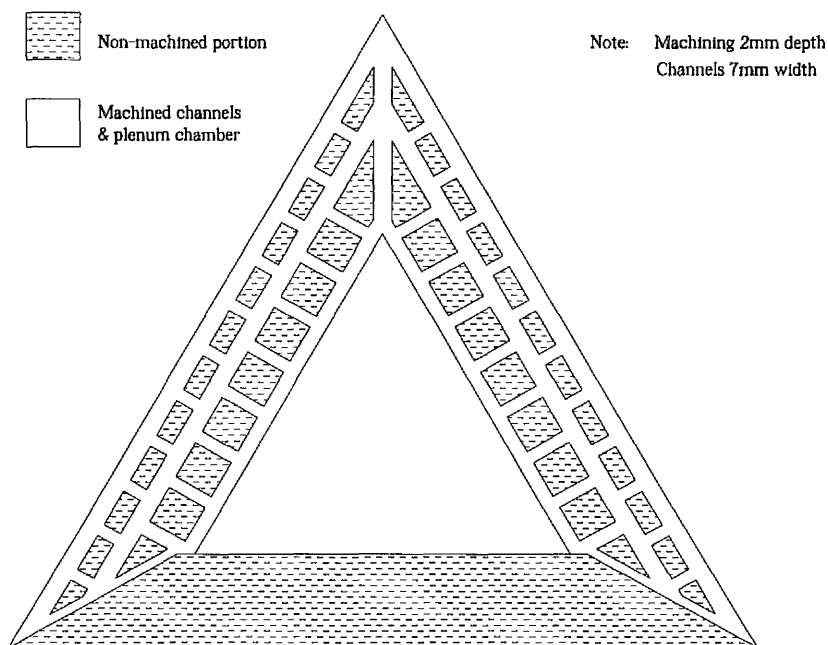 Non-machined portion
Note: Machining 2mm depth
Channels 7mm width
Machined channels
& plenum chamber